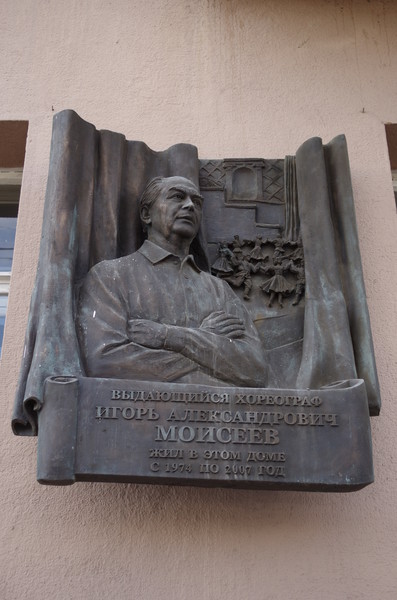 ВЫДАЮЩИЙСЯ ХОРЕОГРАФ
ИГОРЬ АЛЕКСАНДРОВИЧ
МОИСЕЕВ
ЖИЛ В ЭТОМ ДОМЕ
С 1974 ПО 2007 ГОД